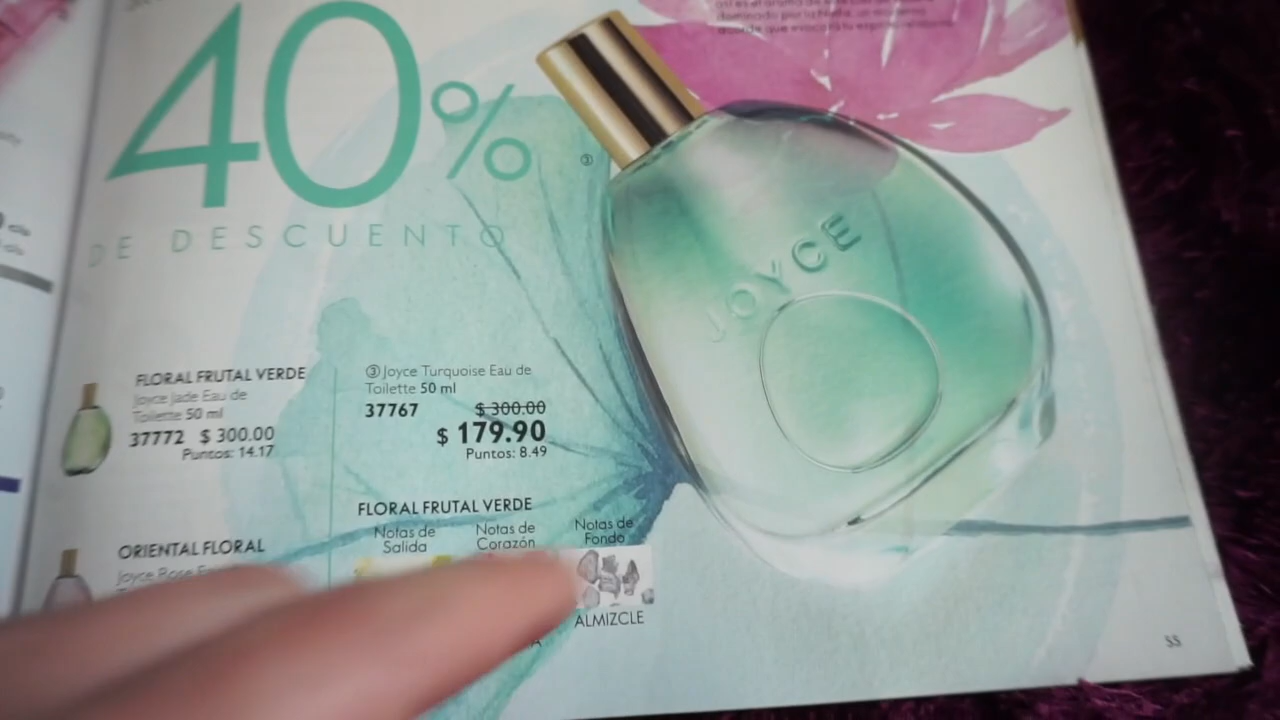 40%
DE DESCUENTO
③
JOYCE
FLORAL FRUTAL VERDE
Joyce Jade Eau de
Toilette 50 ml
37772 $ 300.00
Puntos: 14.17
ORIENTAL FLORAL
Joyce Rose
③ Joyce Turquoise Eau de
Toilette 50 ml
37767 $ 300.00
$ 179.90
Puntos: 8.49
FLORAL FRUTAL VERDE
Notas de
Salida
Notas de
Corazón
Notas de
Fondo
ALMIZCLE
55